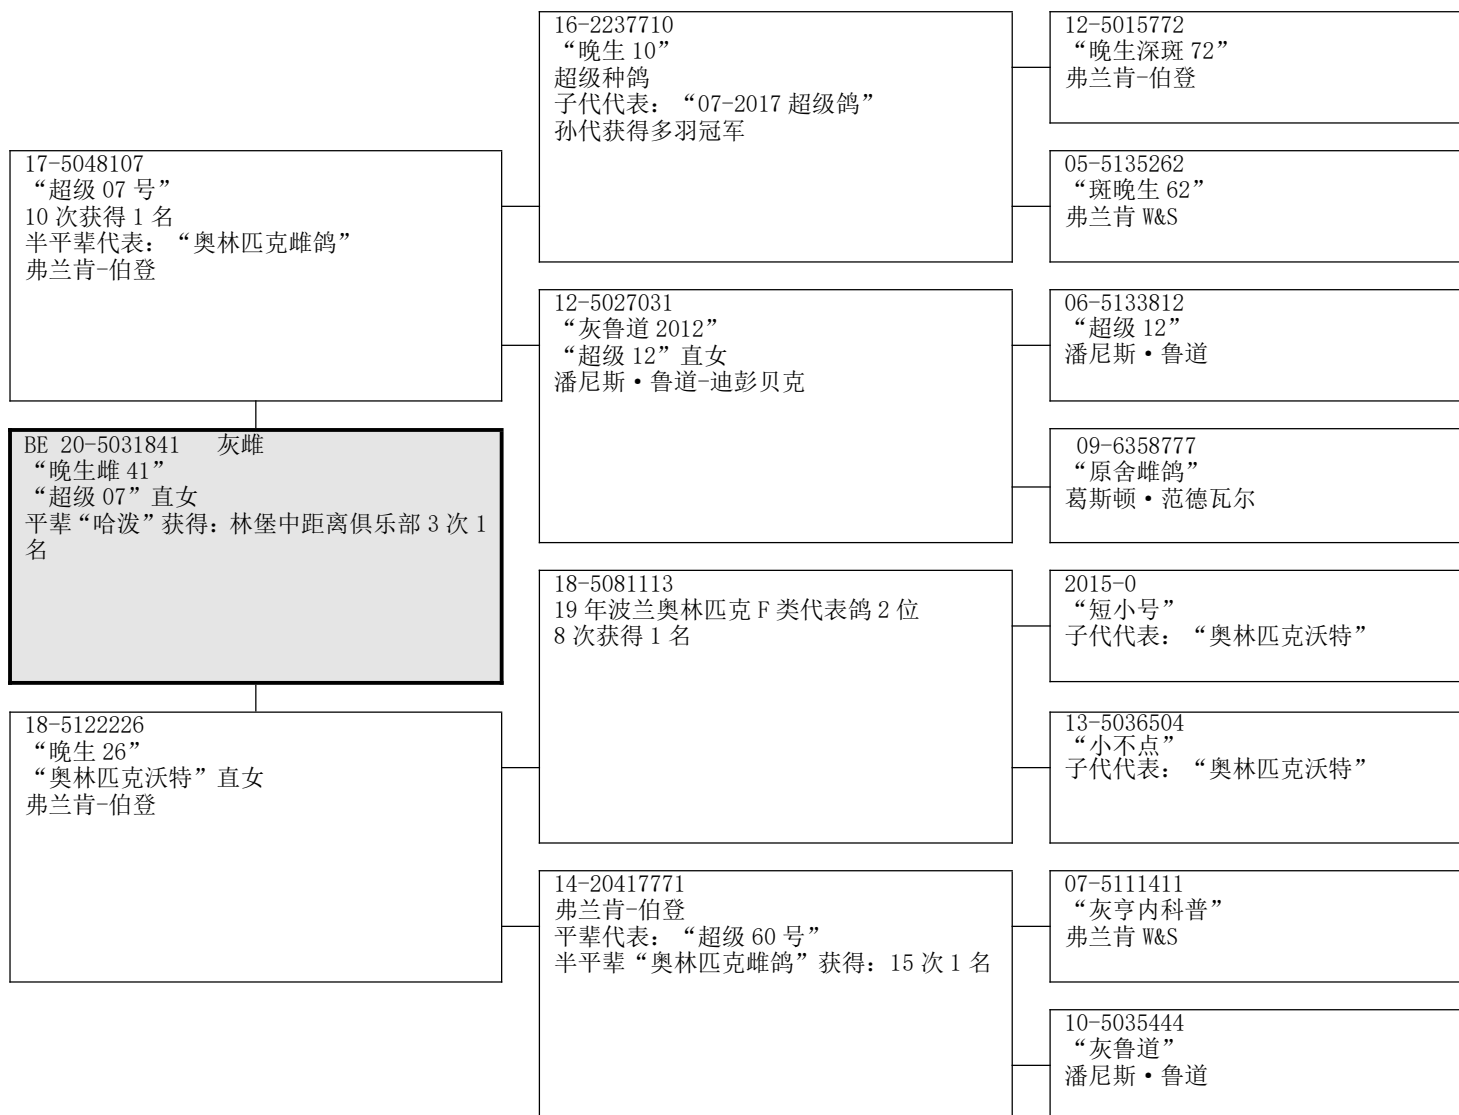 16-2237710
“晚生 10”
超级种鸽
子代代表：“07-2017 超级鸽”
孙代获得多羽冠军
12-5015772
“晚生深斑 72”
弗兰肯-伯登
17-5048107
“超级 07 号”
10 次获得 1 名
半平辈代表：“奥林匹克雌鸽”
弗兰肯-伯登
05-5135262
“斑晚生 62”
弗兰肯 W&S
12-5027031
“灰鲁道 2012”
“超级 12”直女
潘尼斯·鲁道-迪彭贝克
06-5133812
“超级 12”
潘尼斯·鲁道
BE 20-5031841 灰雌
“晚生雌 41”
“超级 07”直女
平辈“哈泼”获得：林堡中距离俱乐部 3 次 1
名
09-6358777
“原舍雌鸽”
葛斯顿·范德瓦尔
18-5081113
19 年波兰奥林匹克 F 类代表鸽 2 位
8 次获得 1 名
2015-0
“短小号”
子代代表：“奥林匹克沃特”
18-5122226
“晚生 26”
“奥林匹克沃特”直女
弗兰肯-伯登
13-5036504
“小不点”
子代代表：“奥林匹克沃特”
14-20417771
弗兰肯-伯登
平辈代表：“超级 60 号”
半平辈“奥林匹克雌鸽”获得：15 次 1 名
07-5111411
“灰亨内科普”
弗兰肯 W&S
10-5035444
“灰鲁道”
潘尼斯·鲁道